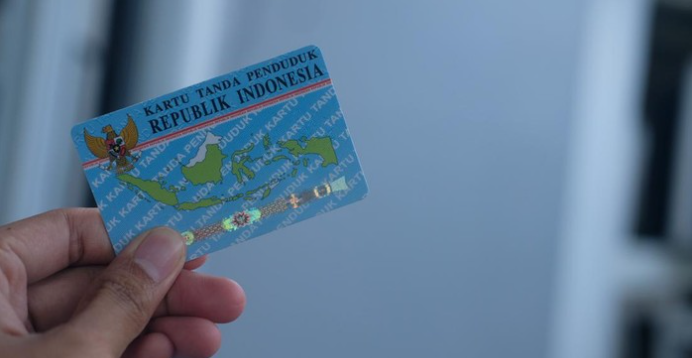 KARTU TANDA PENDUDUK
REPUBLIK INDONESIA